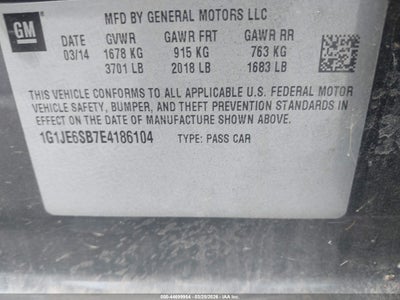 GM
MFD BY GENERAL MOTORS LLC
DATE GVWR GAWR FRT GAWR RR
03/14 1678 KG 915 KG 763 KG
3701 LB 2018 LB 1683 LB
THIS VEHICLE CONFORMS TO ALL APPLICABLE U.S. FEDERAL MOTOR
VEHICLE SAFETY, BUMPER, AND THEFT PREVENTION STANDARDS IN
EFFECT ON THE DATE OF MANUFACTURE SHOWN ABOVE.
1G1JE6SB7E4186104 TYPE: PASS CAR